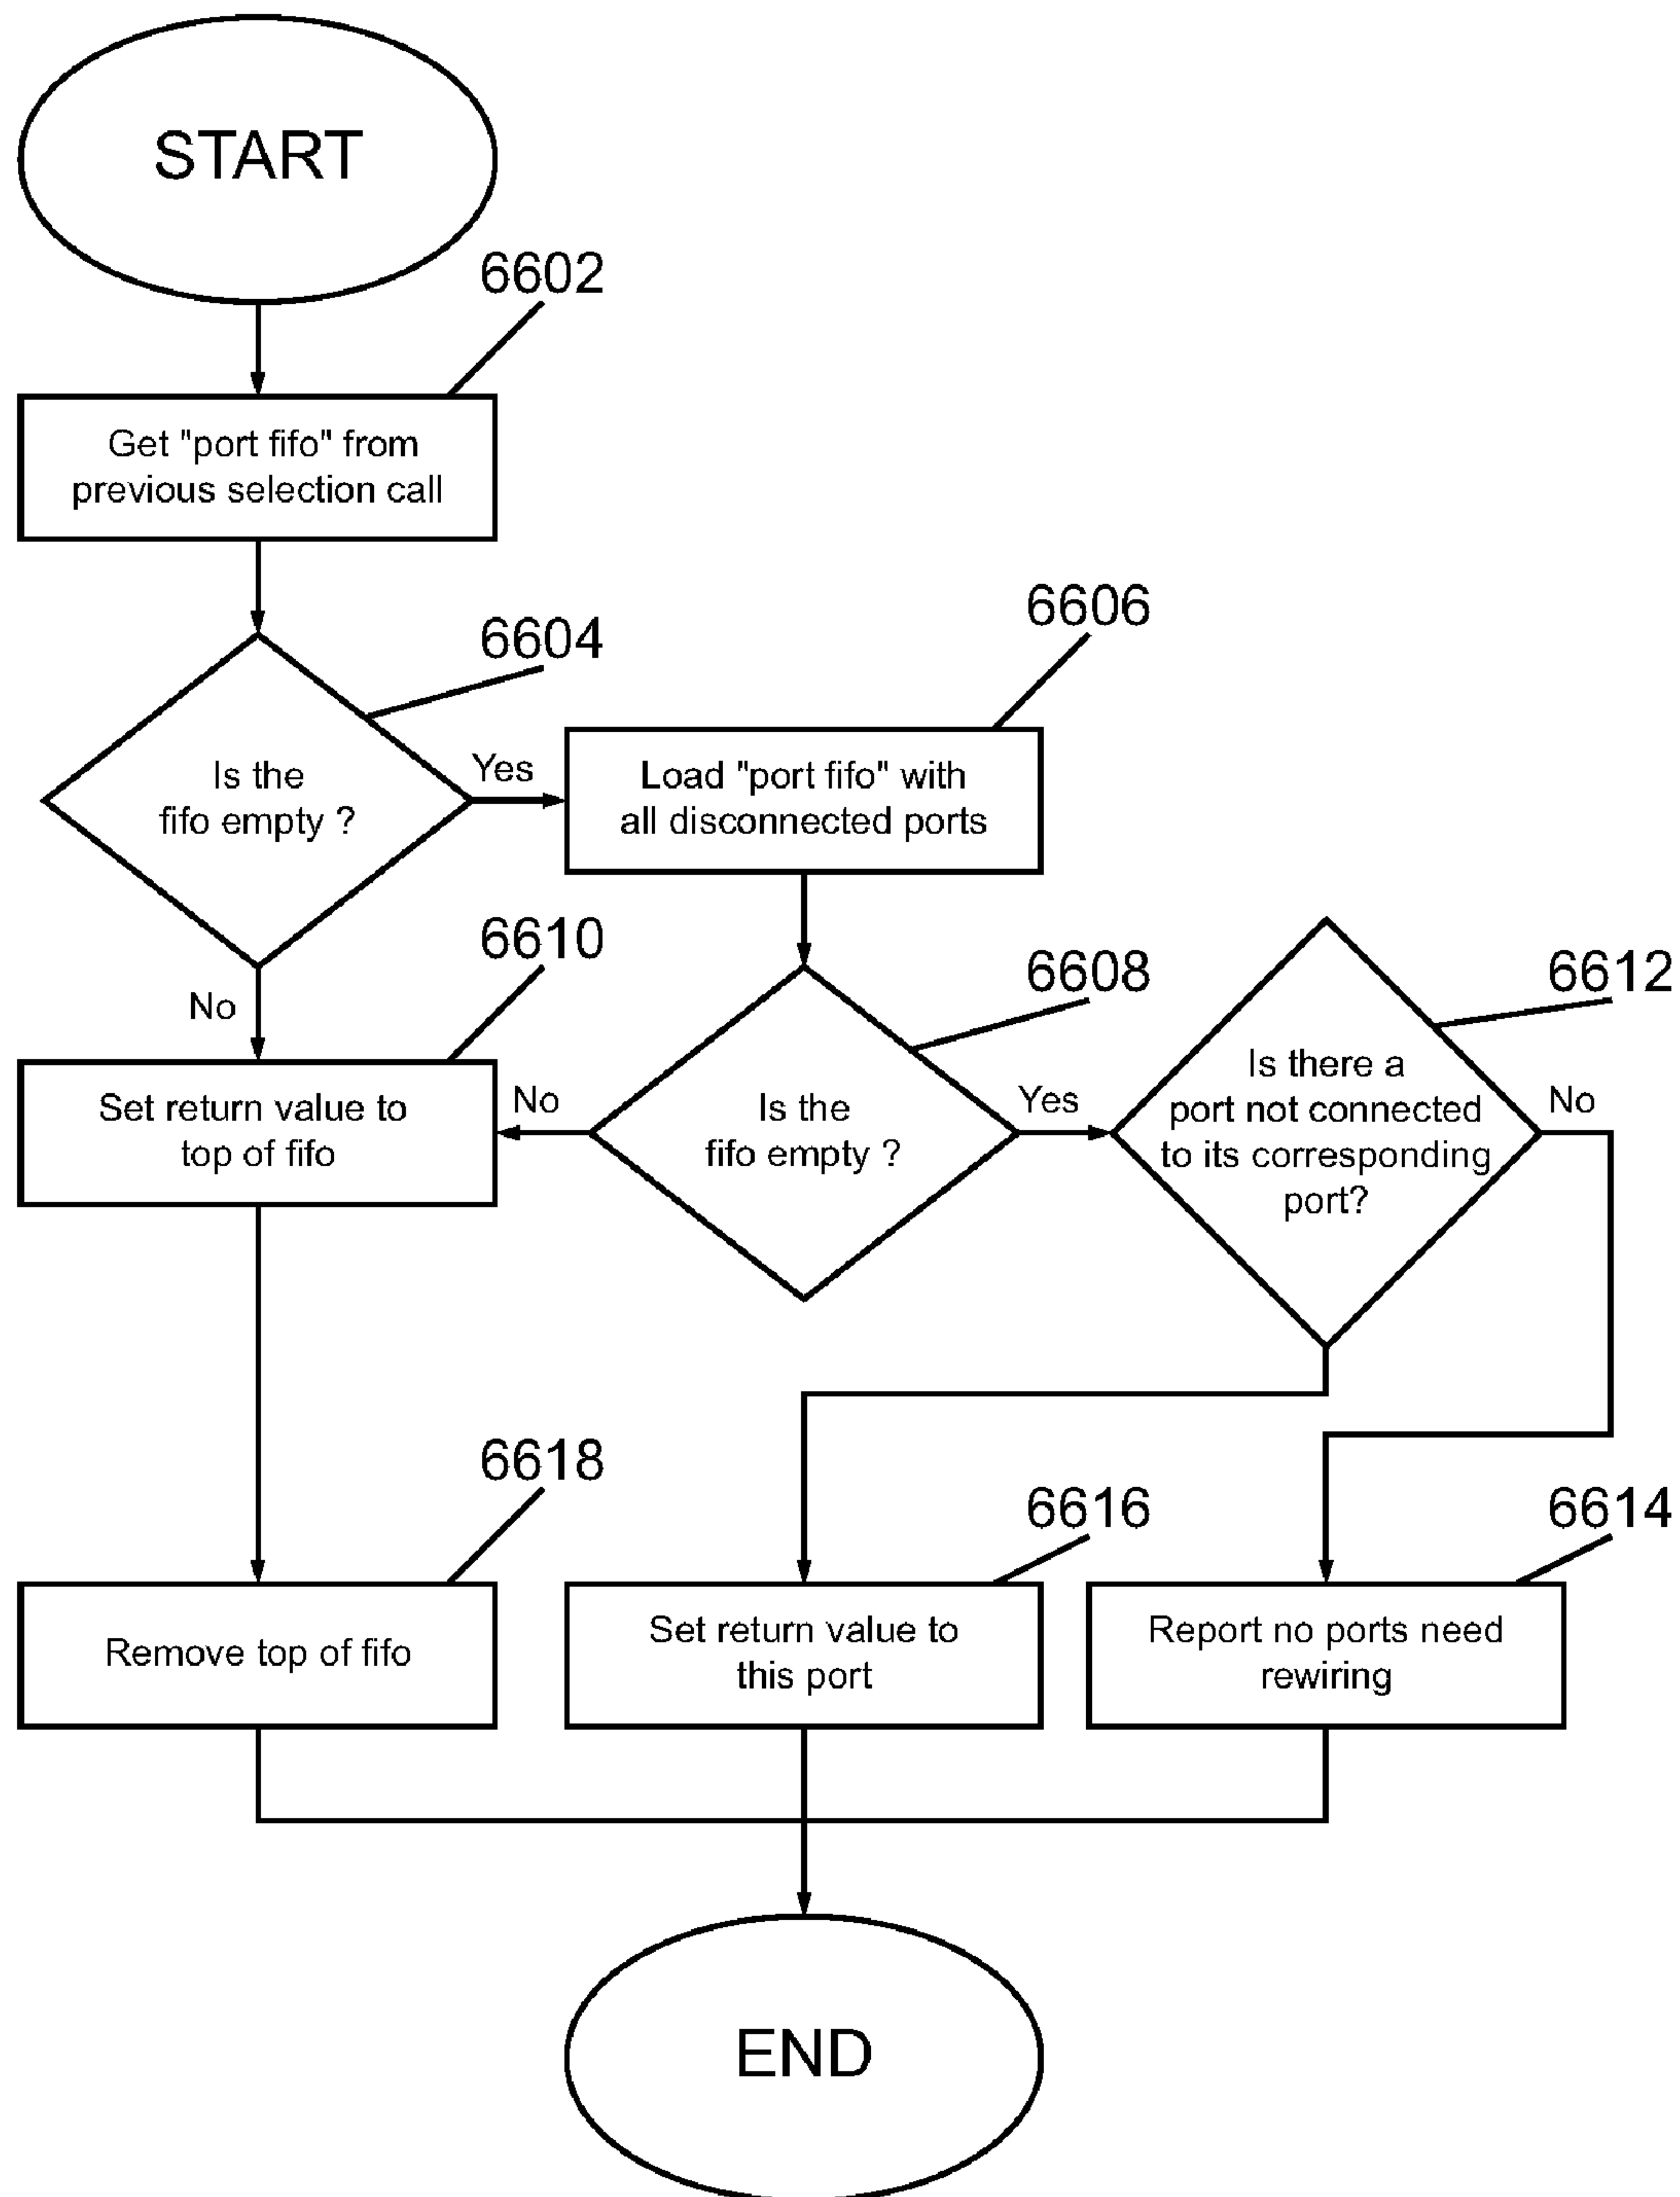 START
6602
Get "port fifo" from
previous selection call
6604
6606
Is the
fifo empty ?
Yes
Load "port fifo" with
all disconnected ports
6610
6608
6612
No
Set return value to
top of fifo
No
Is the
fifo empty ?
Yes
Is there a
port not connected
to its corresponding
port?
No
6618
6616
6614
Remove top of fifo
Set return value to
this port
Report no ports need
rewiring
END